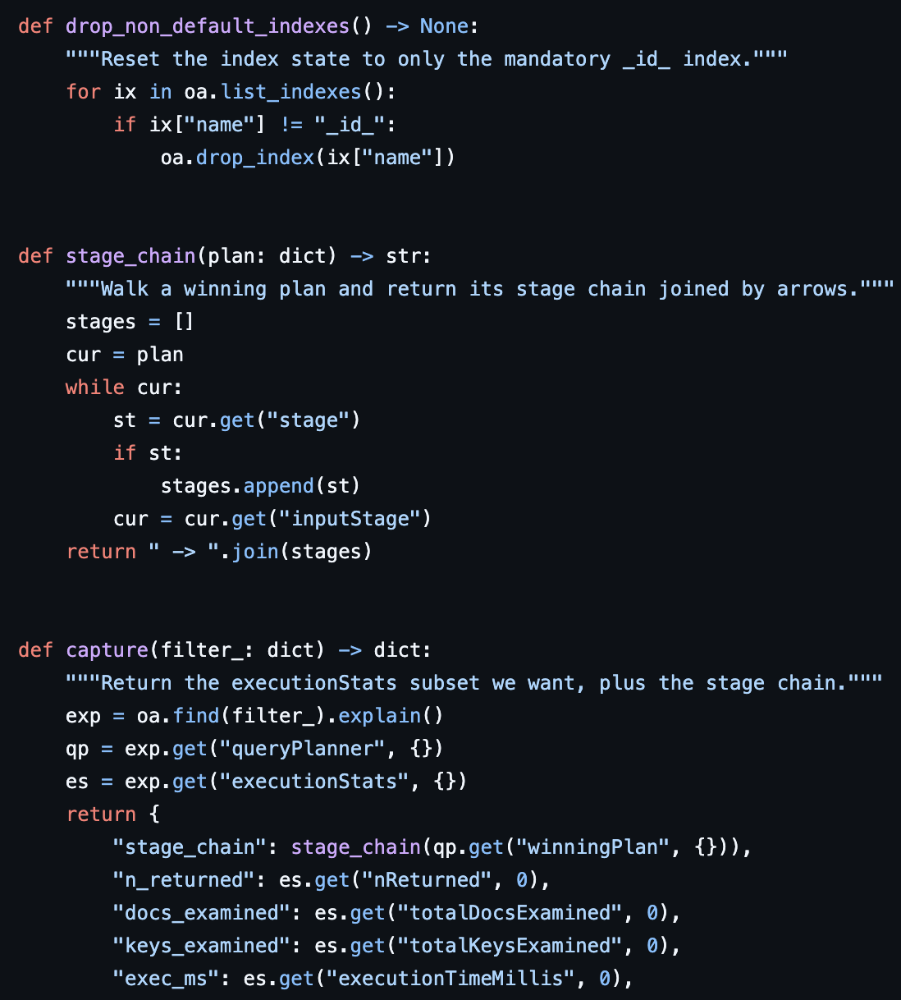 def drop_non_default_indexes() -> None:
    """Reset the index state to only the mandatory _id_ index."""
    for ix in oa.list_indexes():
        if ix["name"] != "_id_":
            oa.drop_index(ix["name"])


def stage_chain(plan: dict) -> str:
    """Walk a winning plan and return its stage chain joined by arrows."""
    stages = []
    cur = plan
    while cur:
        st = cur.get("stage")
        if st:
            stages.append(st)
        cur = cur.get("inputStage")
    return " -> ".join(stages)


def capture(filter_: dict) -> dict:
    """Return the executionStats subset we want, plus the stage chain."""
    exp = oa.find(filter_).explain()
    qp = exp.get("queryPlanner", {})
    es = exp.get("executionStats", {})
    return {
        "stage_chain": stage_chain(qp.get("winningPlan", {})),
        "n_returned": es.get("nReturned", 0),
        "docs_examined": es.get("totalDocsExamined", 0),
        "keys_examined": es.get("totalKeysExamined", 0),
        "exec_ms": es.get("executionTimeMillis", 0),